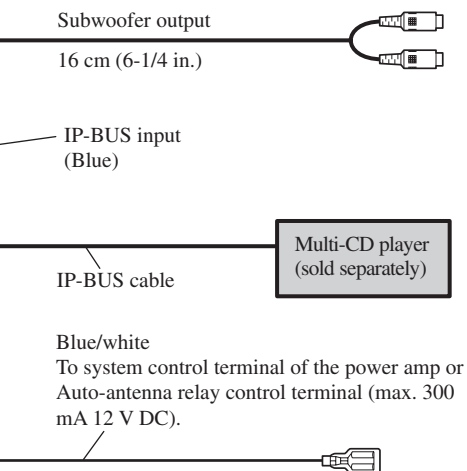 Subwoofer output
16 cm (6-1/4 in.)
IP-BUS input
(Blue)
Multi-CD player
(sold separately)
IP-BUS cable
Blue/white
To system control terminal of the power amp or
Auto-antenna relay control terminal (max. 300
mA 12 V DC).